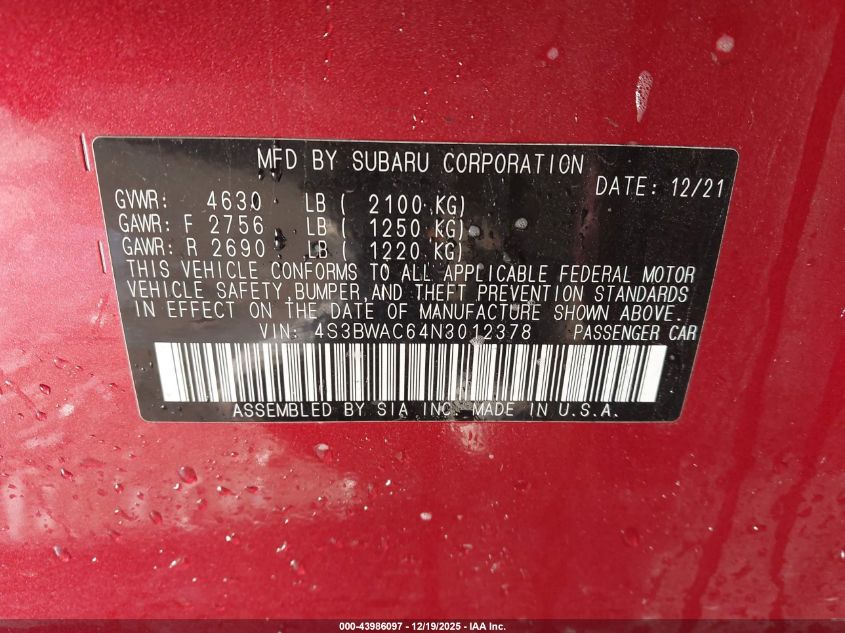 MFD BY SUBARU CORPORATION
DATE: 12/21
GVWR: 4630 LB ( 2100 KG)
GAWR: F 2756 LB ( 1250 KG)
GAWR: R 2690 LB ( 1220 KG)
THIS VEHICLE CONFORMS TO ALL APPLICABLE FEDERAL MOTOR
VEHICLE SAFETY,BUMPER,AND THEFT PREVENTION STANDARDS
IN EFFECT ON THE DATE OF MANUFACTURE SHOWN ABOVE.
VIN: 4S3BWAC64N3012378 PASSENGER CAR
ASSEMBLED BY SIA INC. MADE IN U.S.A.
000-43986097 - 12/19/2025 - IAA Inc.